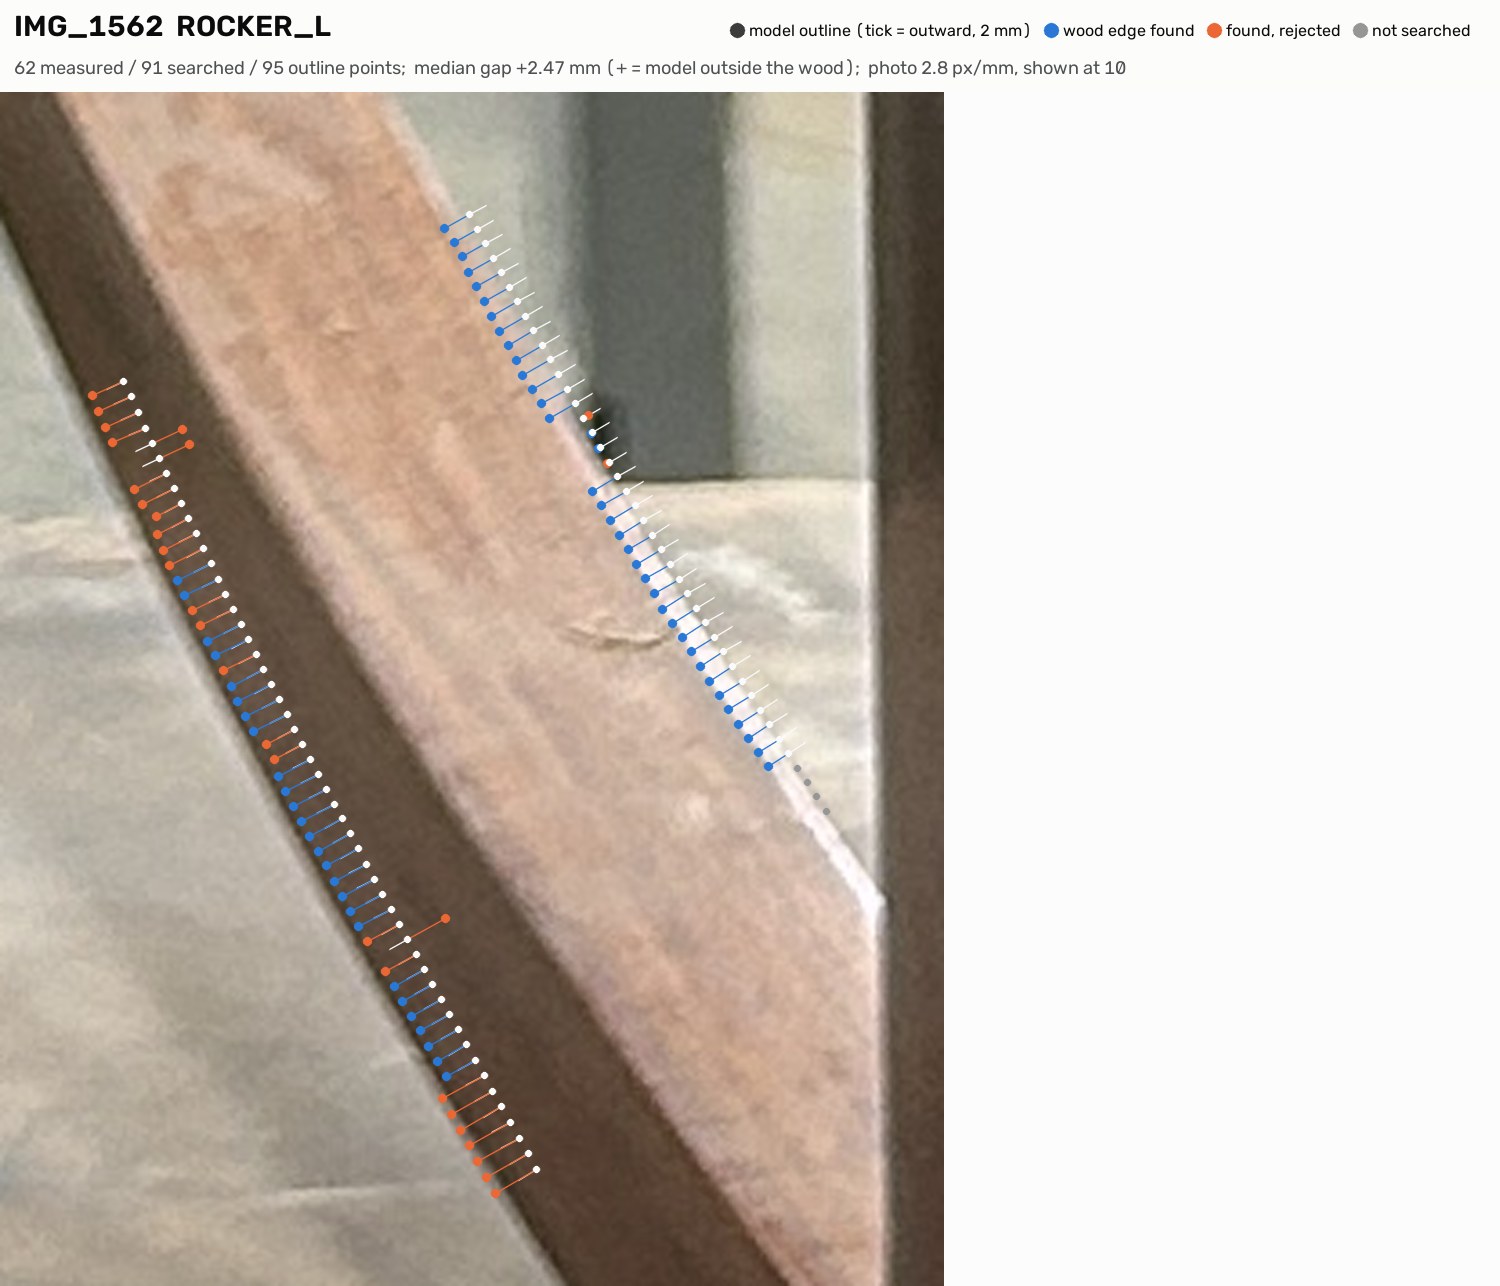 IMG_1562 ROCKER_L
model outline (tick = outward, 2 mm) wood edge found found, rejected not searched
62 measured / 91 searched / 95 outline points; median gap +2.47 mm (+ = model outside the wood); photo 2.8 px/mm, shown at 10